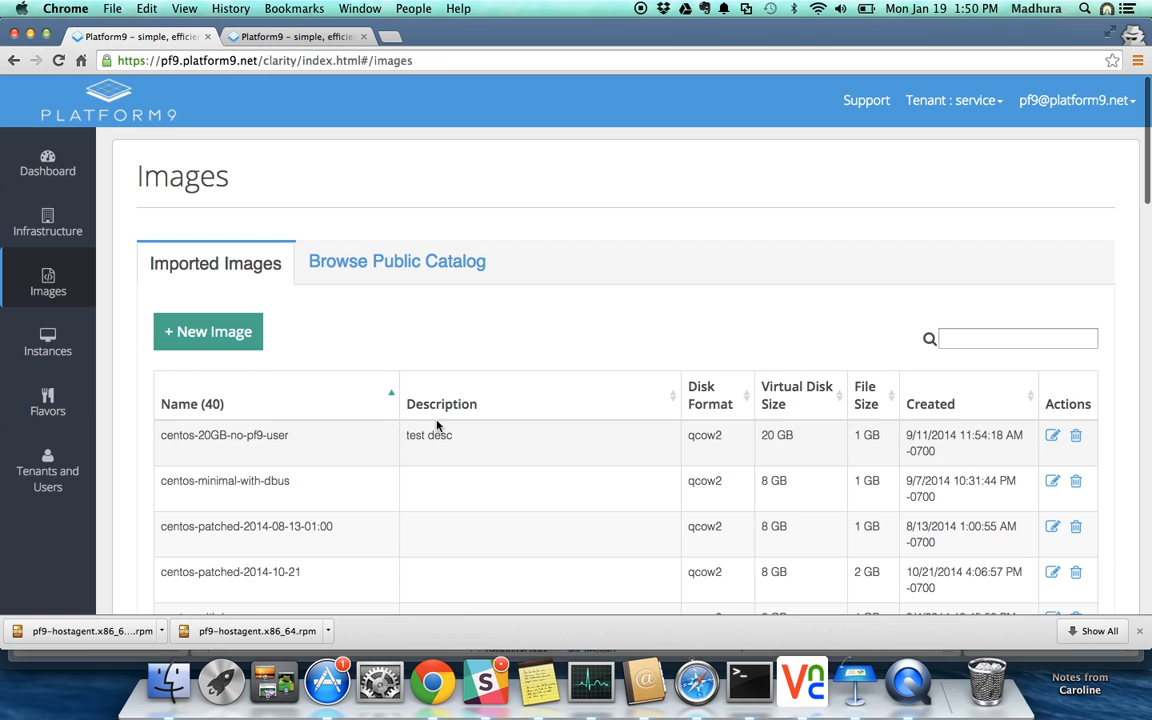 Chrome File Edit View History Bookmarks Window People Help Mon Jan 19 1:50 PM Madhura
Platform9 – simple, efficie Platform9 – simple, efficie
https://pf9.platform9.net/clarity/index.html#/images
PLATFORM9
Support Tenant : service pf9@platform9.net
Dashboard
Infrastructure
Images
Instances
Flavors
Tenants and
Users
Images
Imported Images Browse Public Catalog
+ New Image
Name (40) Description Disk Format Virtual Disk Size File Size Created Actions
centos-20GB-no-pf9-user test desc qcow2 20 GB 1 GB 9/11/2014 11:54:18 AM
-0700
centos-minimal-with-dbus qcow2 8 GB 1 GB 9/7/2014 10:31:44 PM
-0700
centos-patched-2014-08-13-01:00 qcow2 8 GB 1 GB 8/13/2014 1:00:55 AM
-0700
centos-patched-2014-10-21 qcow2 8 GB 2 GB 10/21/2014 4:06:57 PM
-0700
pf9-hostagent.x86_6....rpm pf9-hostagent.x86_64.rpm Show All
1
Notes from
Caroline